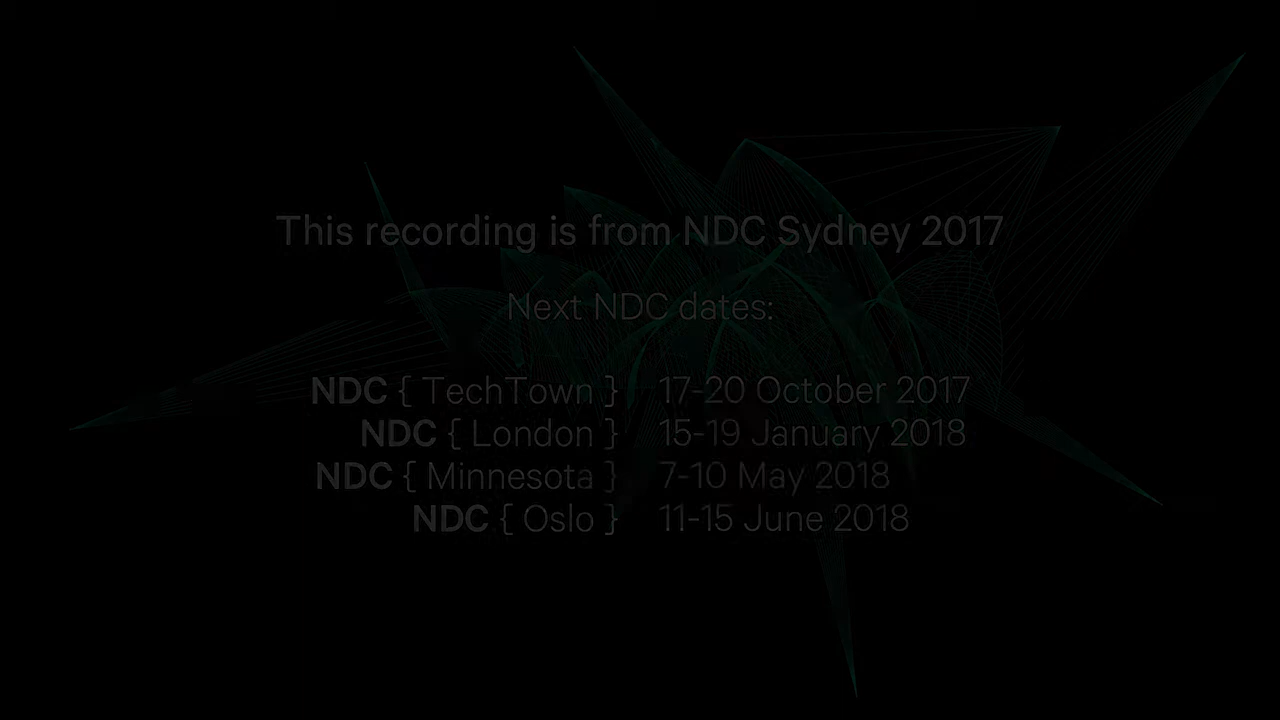 This recording is from NDC Sydney 2017
Next NDC dates:
NDC { TechTown } 17-20 October 2017
NDC { London } 15-19 January 2018
NDC { Minnesota } 7-10 May 2018
NDC { Oslo } 11-15 June 2018